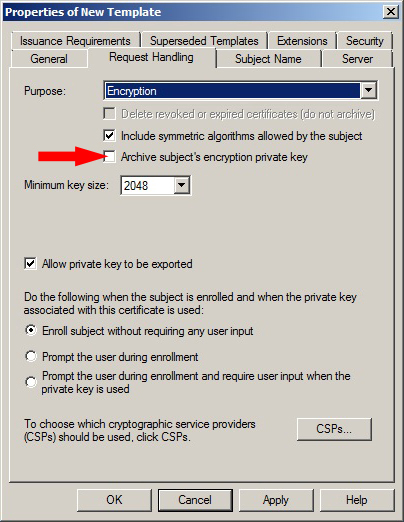 Properties of New Template
Issuance Requirements Superseded Templates Extensions Security
General Request Handling Subject Name Server
Purpose: Encryption
Delete revoked or expired certificates (do not archive)
Include symmetric algorithms allowed by the subject
Archive subject's encryption private key
Minimum key size: 2048
Allow private key to be exported
Do the following when the subject is enrolled and when the private key
associated with this certificate is used:
Enroll subject without requiring any user input
Prompt the user during enrollment
Prompt the user during enrollment and require user input when the
private key is used
To choose which cryptographic service providers
(CSPs) should be used, click CSPs.
CSPs...
OK Cancel Apply Help